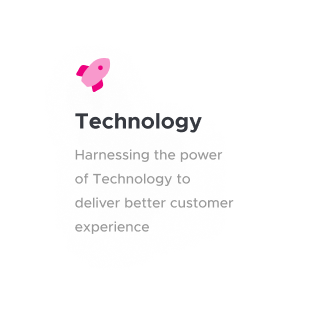 Technology
Harnessing the power
of Technology to
deliver better customer
experience